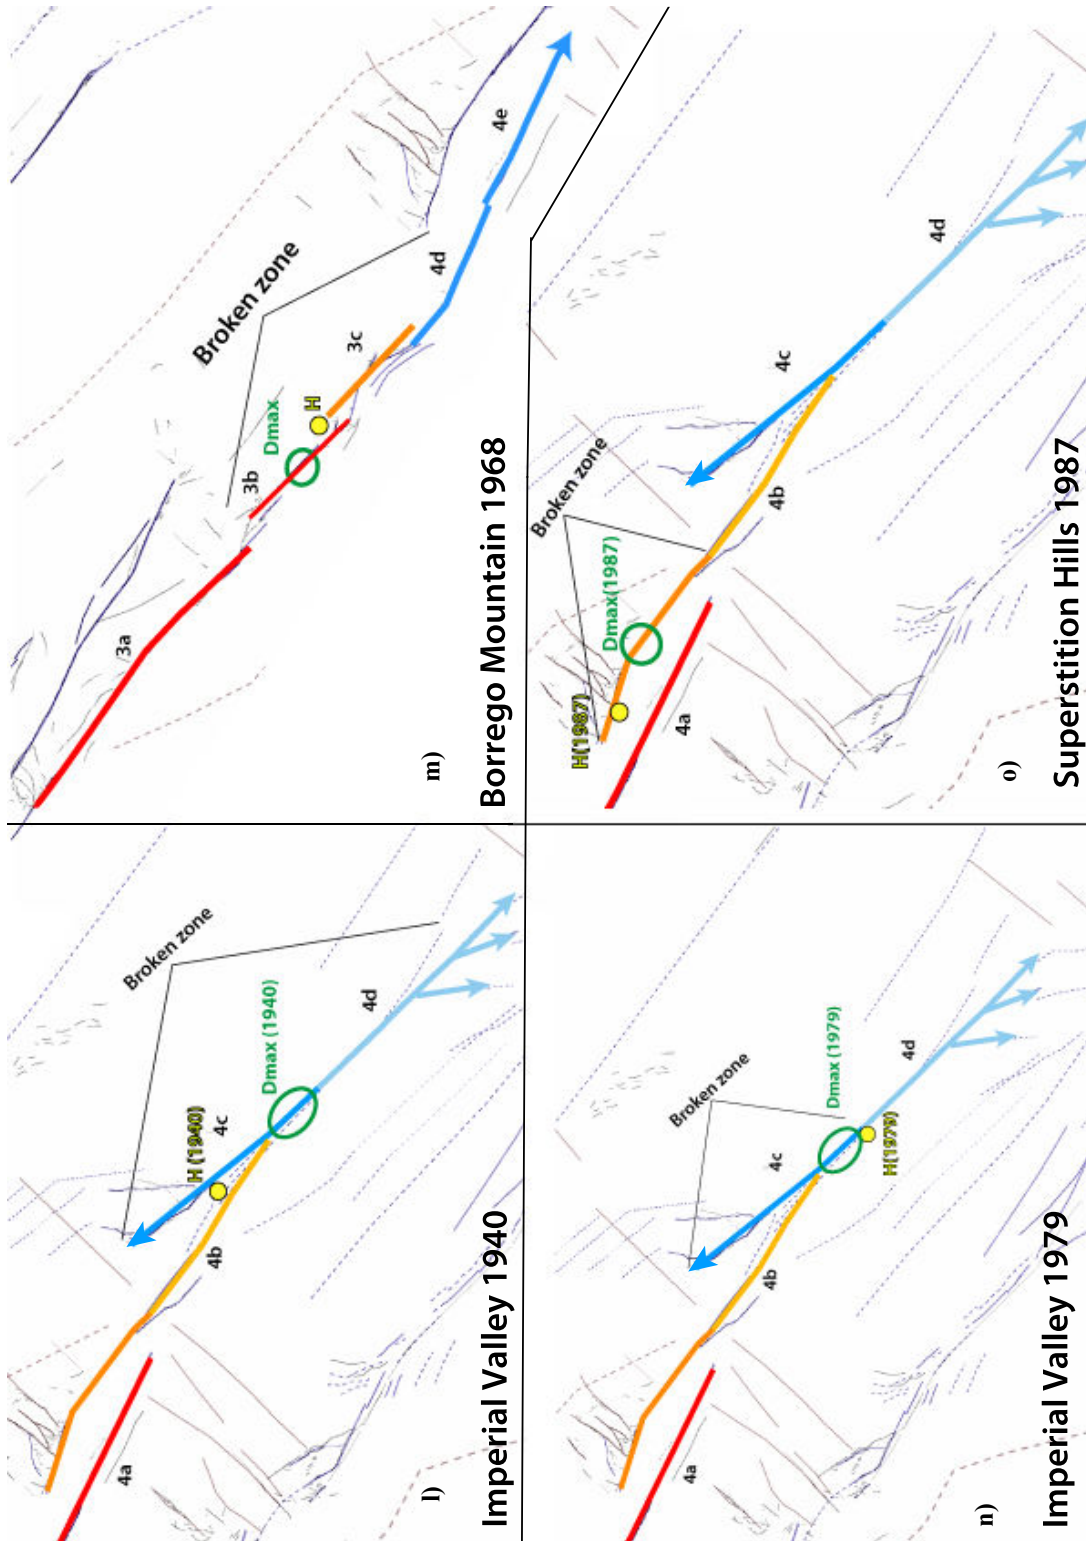 l)
Imperial Valley 1940
4a
4b
4c
4d
H (1940)
Dmax (1940)
Broken zone
m)
Borrego Mountain 1968
3a
3b
3c
4d
4e
Dmax
H
Broken zone
n)
Imperial Valley 1979
4a
4b
4c
4d
H(1979)
Dmax (1979)
Broken zone
o)
Superstition Hills 1987
4a
4b
4c
4d
H(1987)
Dmax(1987)
Broken zone